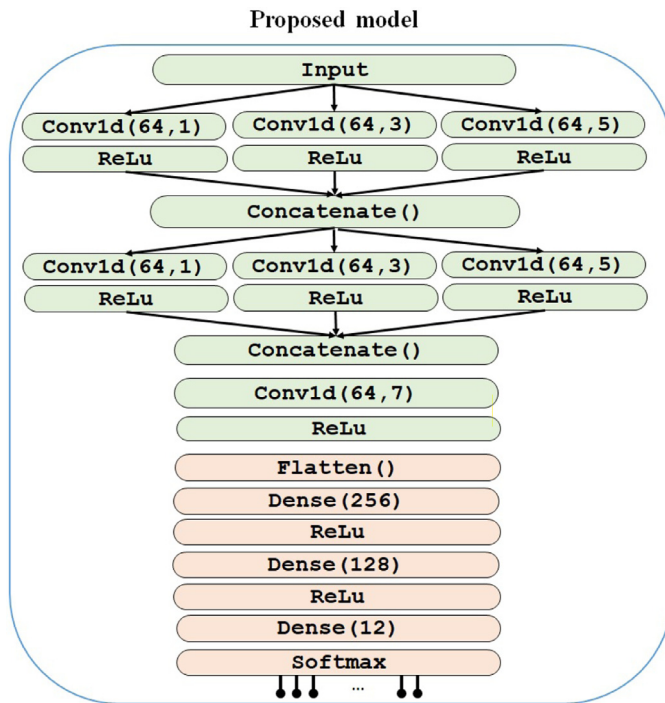 Proposed model
Input
Conv1d(64,1) Conv1d(64,3) Conv1d(64,5)
ReLu ReLu ReLu
Concatenate()
Conv1d(64,1) Conv1d(64,3) Conv1d(64,5)
ReLu ReLu ReLu
Concatenate()
Conv1d(64,7)
ReLu
Flatten()
Dense(256)
ReLu
Dense(128)
ReLu
Dense(12)
Softmax
...